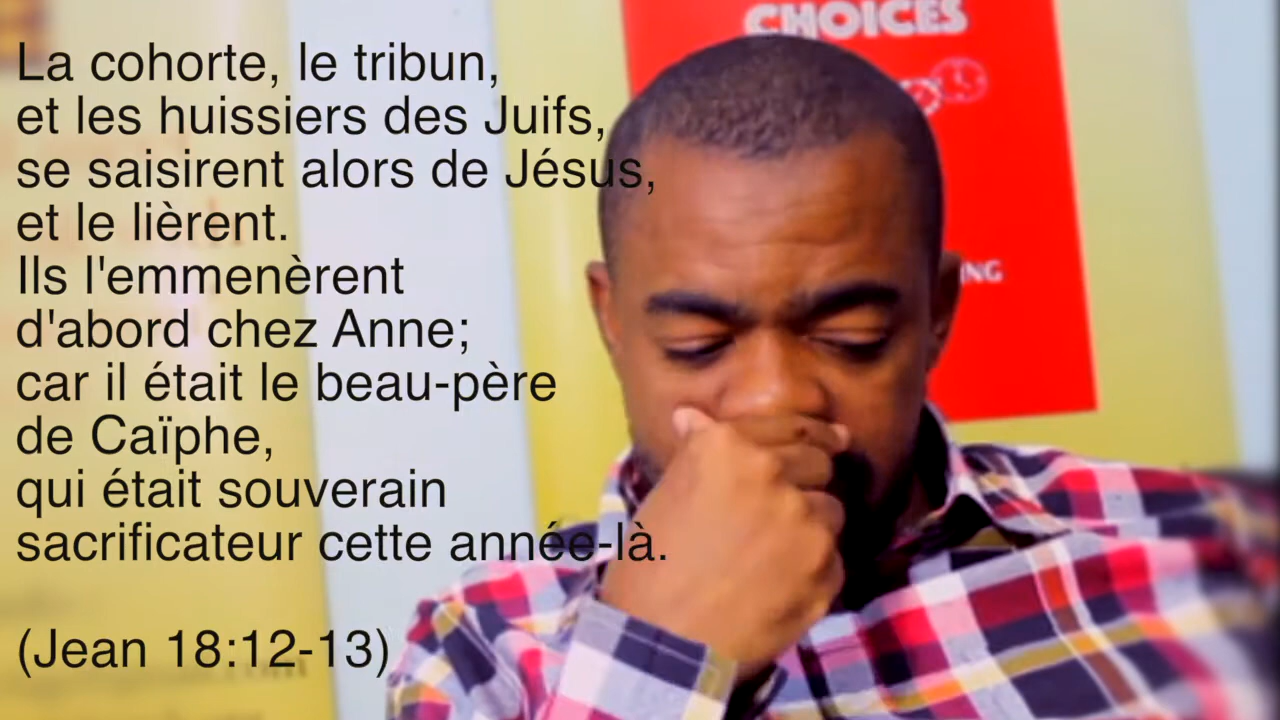 La cohorte, le tribun,
et les huissiers des Juifs,
se saisirent alors de Jésus,
et le lièrent.
Ils l'emmenèrent
d'abord chez Anne;
car il était le beau-père
de Caïphe,
qui était souverain
sacrificateur cette année-là.
(Jean 18:12-13)
CHOICES